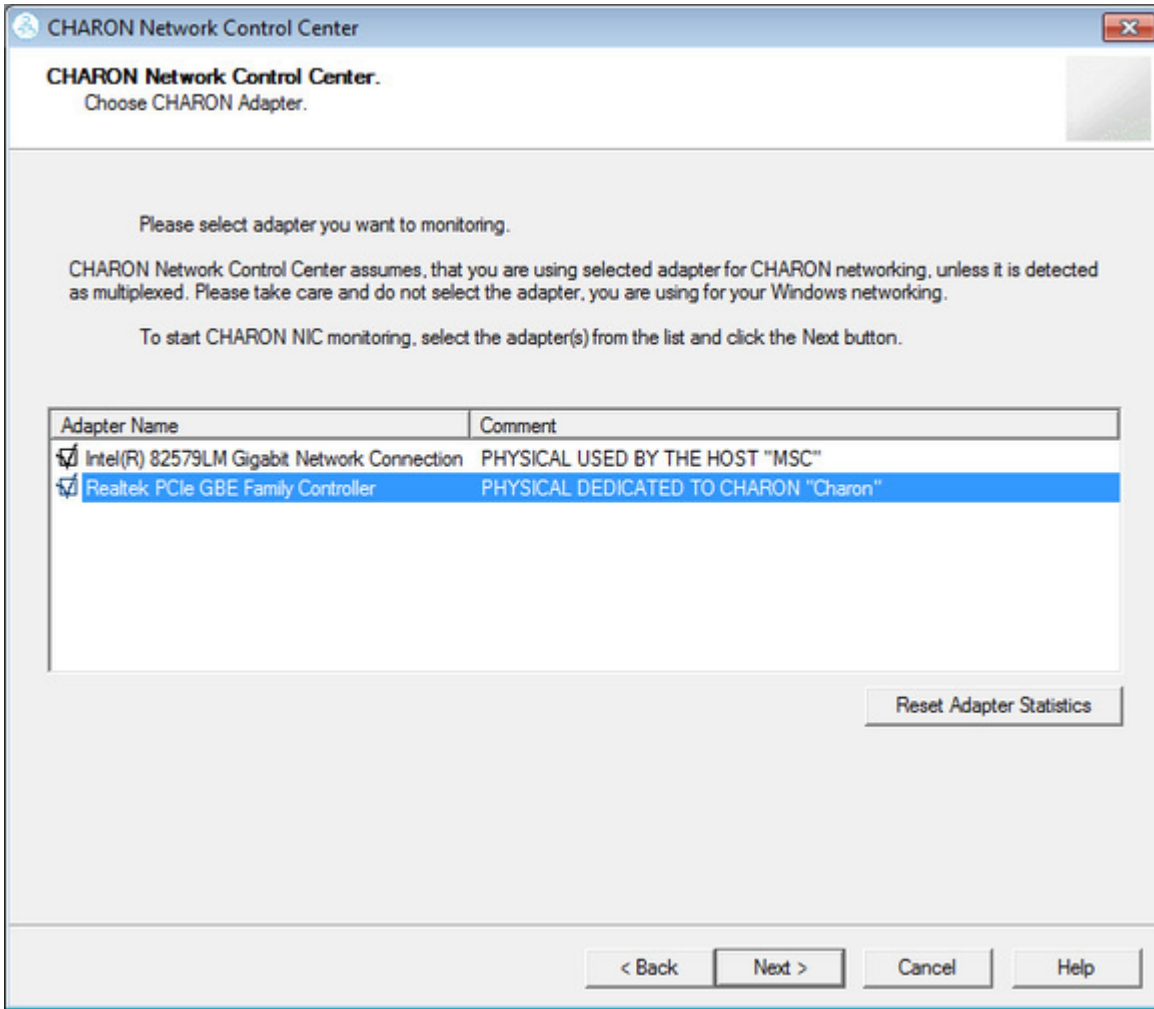 CHARON Network Control Center
CHARON Network Control Center.
Choose CHARON Adapter.
Please select adapter you want to monitoring.
CHARON Network Control Center assumes, that you are using selected adapter for CHARON networking, unless it is detected
as multiplexed. Please take care and do not select the adapter, you are using for your Windows networking.
To start CHARON NIC monitoring, select the adapter(s) from the list and click the Next button.
Adapter Name Comment
Intel(R) 82579LM Gigabit Network Connection PHYSICAL USED BY THE HOST "MSC"
Realtek PCIe GBE Family Controller PHYSICAL DEDICATED TO CHARON "Charon"
Reset Adapter Statistics
< Back Next > Cancel Help